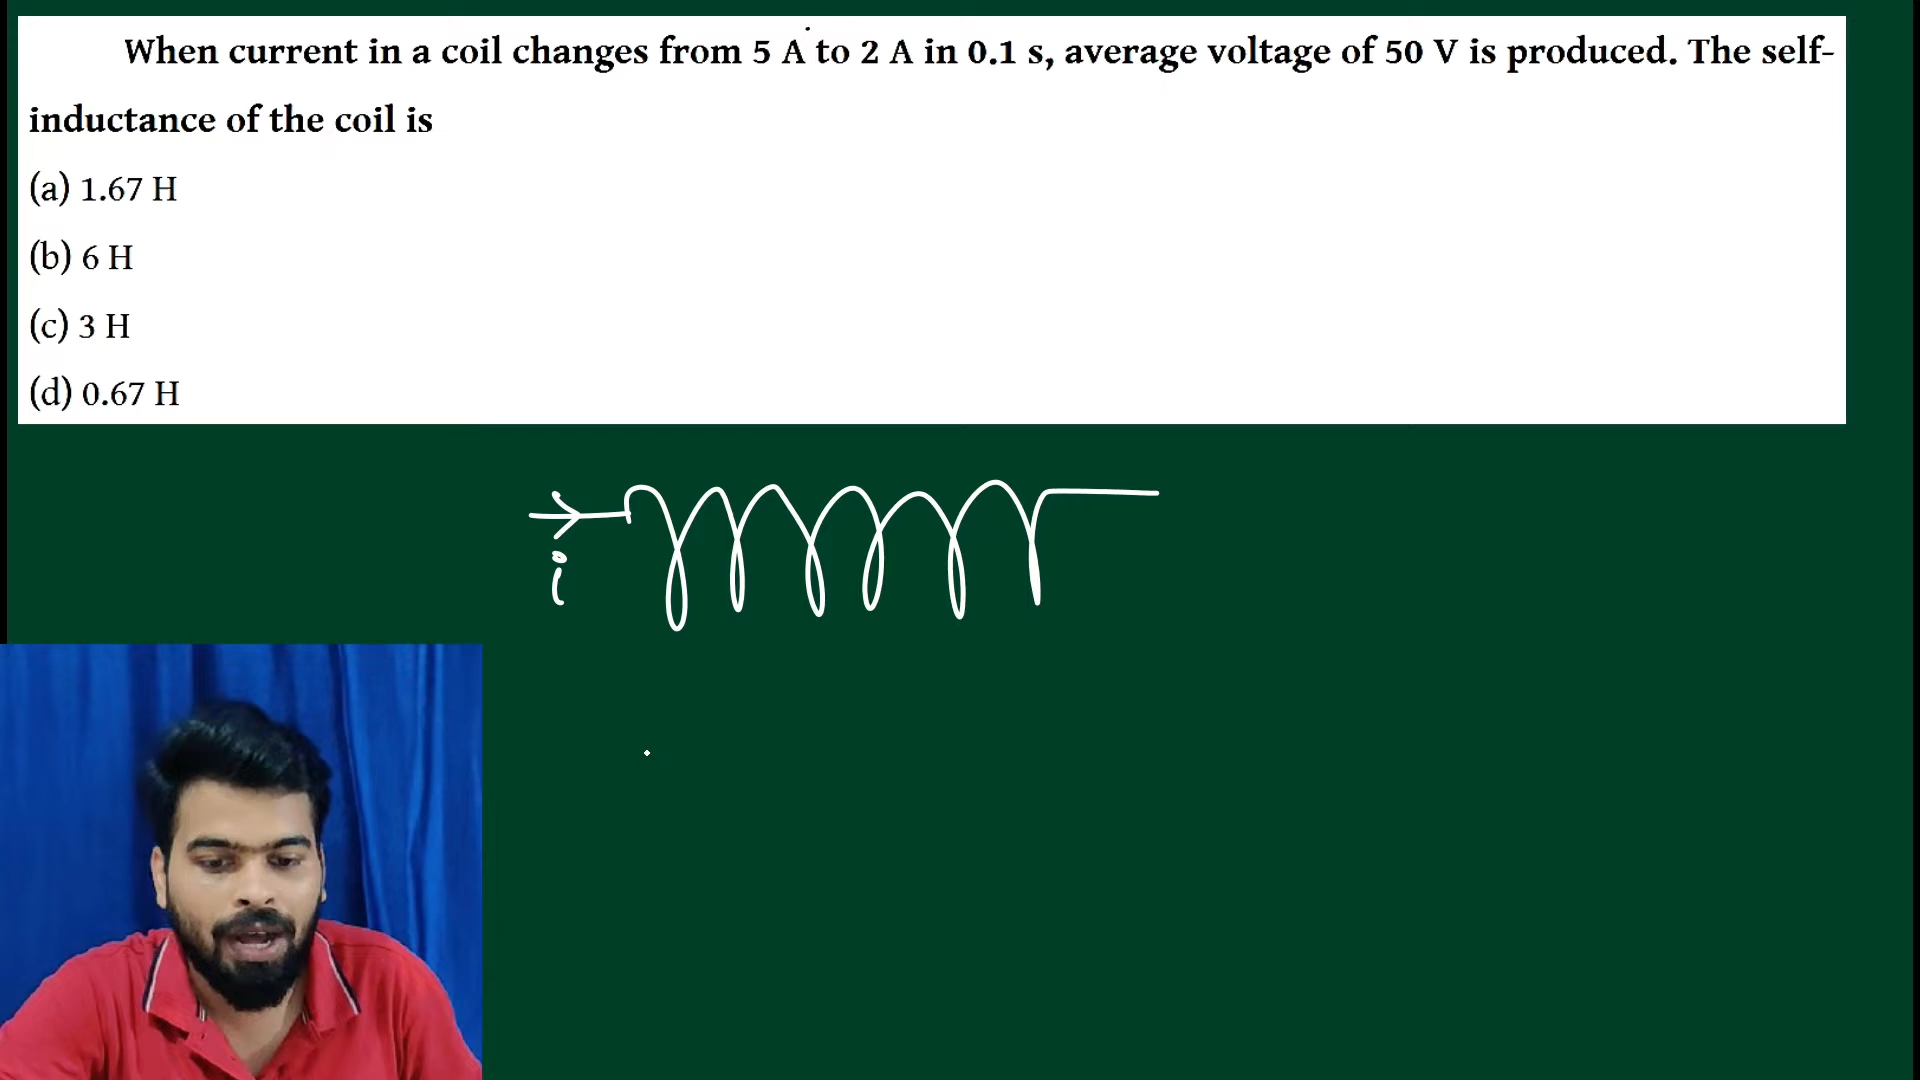 When current in a coil changes from 5 A to 2 A in 0.1 s, average voltage of 50 V is produced. The self-
inductance of the coil is
(a) 1.67 H
(b) 6 H
(c) 3 H
(d) 0.67 H
i